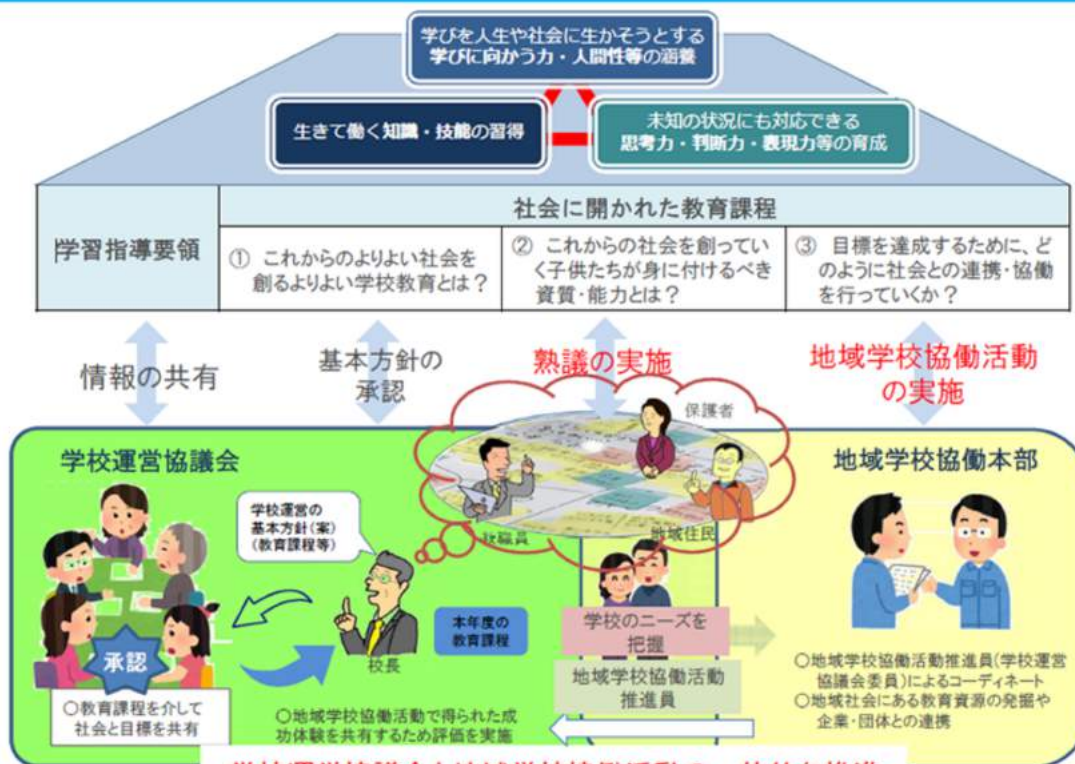 学びを人生や社会に生かそうとする
学びに向かう力・人間性等の涵養
生きて働く知識・技能の習得
未知の状況にも対応できる
思考力・判断力・表現力等の育成
学習指導要領
社会に開かれた教育課程
① これからのよりよい社会を
創るよりよい学校教育とは？
② これからの社会を創ってい
く子供たちが身に付けるべき
資質・能力とは？
③ 目標を達成するために、ど
のように社会との連携・協働
を行っていくか？
情報の共有
基本方針の
承認
熟議の実施
地域学校協働活動
の実施
学校運営協議会
学校運営の
基本方針(案)
(教育課程等)
校長
本年度の
教育課程
承認
○教育課程を介して
社会と目標を共有
○地域学校協働活動で得られた成
功体験を共有するため評価を実施
保護者
教職員
地域住民
学校のニーズを
把握
地域学校協働活動
推進員
地域学校協働本部
○地域学校協働活動推進員(学校運営
協議会委員)によるコーディネート
○地域社会にある教育資源の発掘や
企業・団体との連携